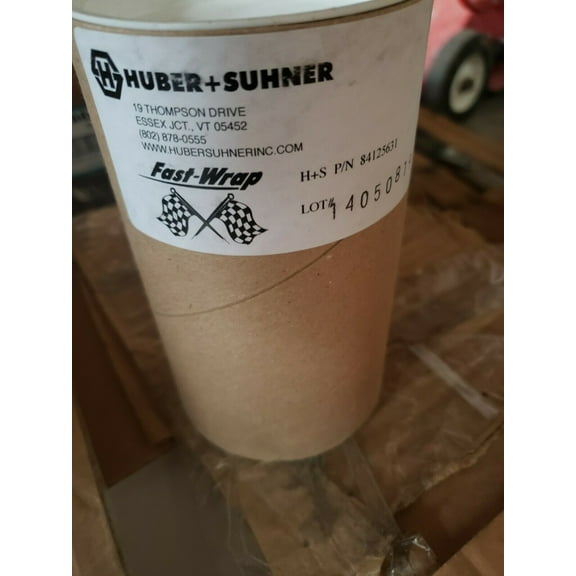 H HUBER+SUHNER
19 THOMPSON DRIVE
ESSEX JCT., VT 05452
(802) 878-0555
WWW.HUBERSUHNERINC.COM
Fast-Wrap
H+S P/N 84125631
LOT#